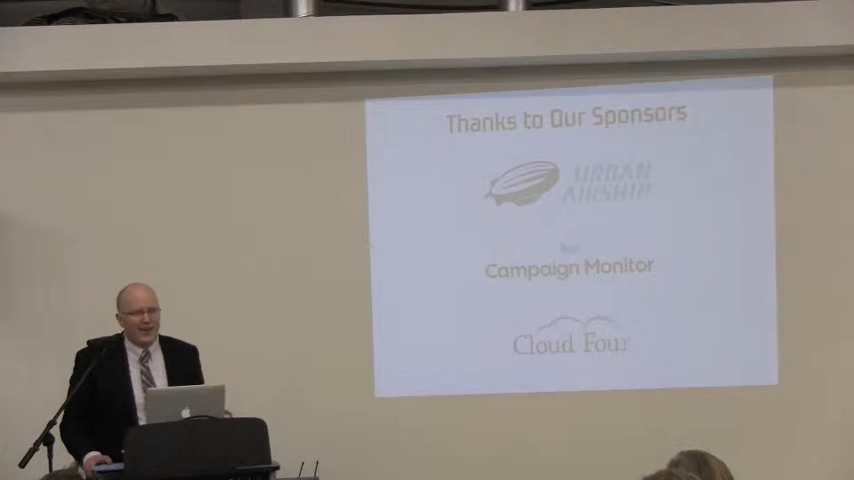 Thanks to Our Sponsors
URBAN
AIRSHIP
Campaign Monitor
Cloud Four